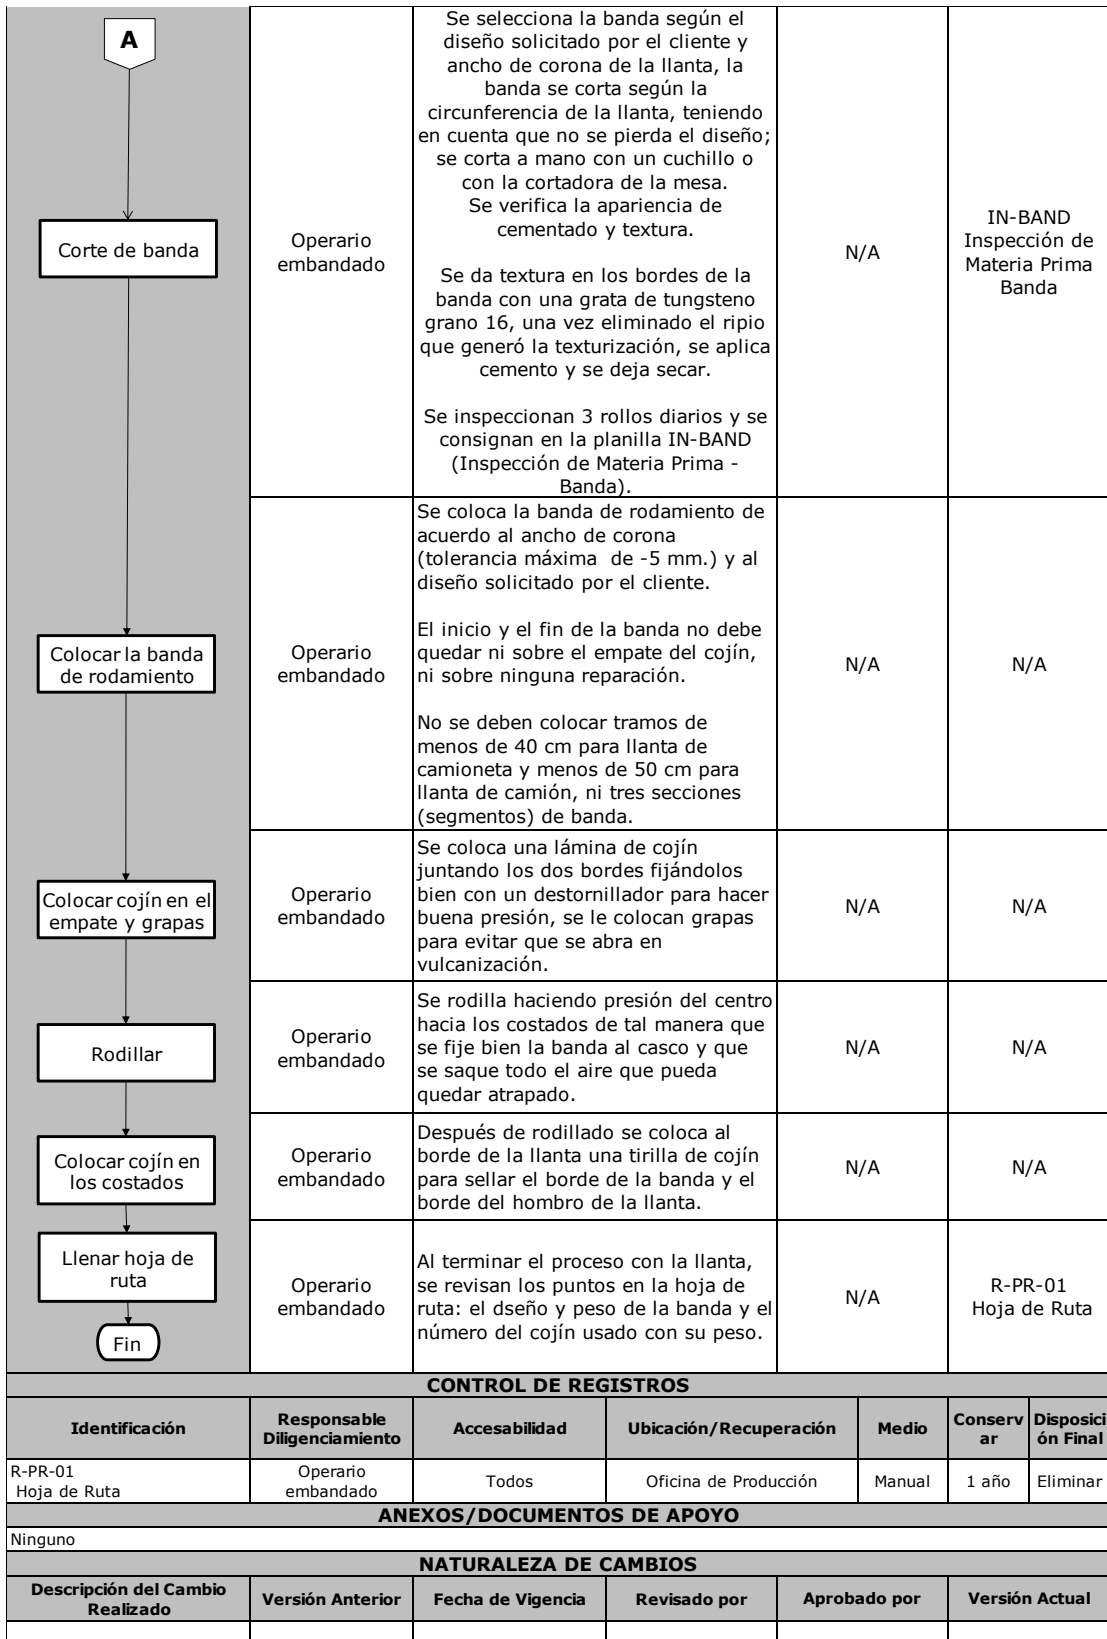 A
Corte de banda
Operario
embandado
Se selecciona la banda según el
diseño solicitado por el cliente y
ancho de corona de la llanta, la
banda se corta según la
circunferencia de la llanta, teniendo
en cuenta que no se pierda el diseño;
se corta a mano con un cuchillo o
con la cortadora de la mesa.
Se verifica la apariencia de
cementado y textura.
Se da textura en los bordes de la
banda con una grata de tungsteno
grano 16, una vez eliminado el ripio
que generó la texturización, se aplica
cemento y se deja secar.
Se inspeccionan 3 rollos diarios y se
consignan en la planilla IN-BAND
(Inspección de Materia Prima -
Banda).
N/A
IN-BAND
Inspección de
Materia Prima
Banda
Colocar la banda
de rodamiento
Operario
embandado
Se coloca la banda de rodamiento de
acuerdo al ancho de corona
(tolerancia máxima de -5 mm.) y al
diseño solicitado por el cliente.
El inicio y el fin de la banda no debe
quedar ni sobre el empate del cojín,
ni sobre ninguna reparación.
No se deben colocar tramos de
menos de 40 cm para llanta de
camioneta y menos de 50 cm para
llanta de camión, ni tres secciones
(segmentos) de banda.
N/A
N/A
Colocar cojín en el
empate y grapas
Operario
embandado
Se coloca una lámina de cojín
juntando los dos bordes fijándolos
bien con un destornillador para hacer
buena presión, se le colocan grapas
para evitar que se abra en
vulcanización.
N/A
N/A
Rodillar
Operario
embandado
Se rodilla haciendo presión del centro
hacia los costados de tal manera que
se fije bien la banda al casco y que
se saque todo el aire que pueda
quedar atrapado.
N/A
N/A
Colocar cojín en
los costados
Operario
embandado
Después de rodillado se coloca al
borde de la llanta una tirilla de cojín
para sellar el borde de la banda y el
borde del hombro de la llanta.
N/A
N/A
Llenar hoja de
ruta
Fin
Operario
embandado
Al terminar el proceso con la llanta,
se revisan los puntos en la hoja de
ruta: el dseño y peso de la banda y el
número del cojín usado con su peso.
N/A
R-PR-01
Hoja de Ruta
CONTROL DE REGISTROS
Identificación
Responsable
Diligenciamiento
Accesabilidad
Ubicación/Recuperación
Medio
Conserv
ar
Disposici
ón Final
R-PR-01
Hoja de Ruta
Operario
embandado
Todos
Oficina de Producción
Manual
1 año
Eliminar
ANEXOS/DOCUMENTOS DE APOYO
Ninguno
NATURALEZA DE CAMBIOS
Descripción del Cambio
Realizado
Versión Anterior
Fecha de Vigencia
Revisado por
Aprobado por
Versión Actual